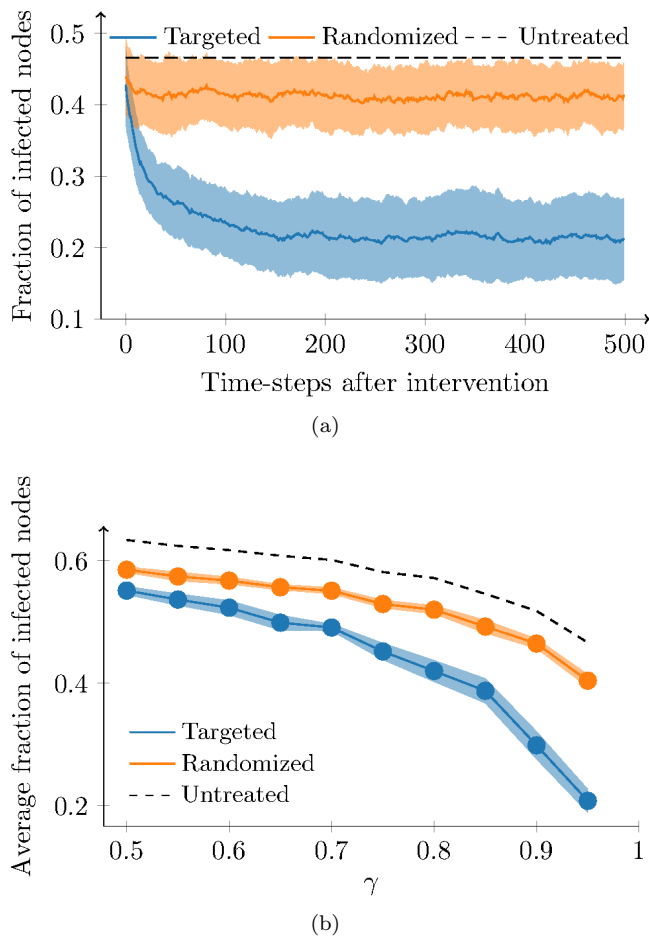 Fraction of infected nodes
0.5
0.4
0.3
0.2
0.1
Targeted Randomized Untreated
0 100 200 300 400 500
Time-steps after intervention
(a)
Average fraction of infected nodes
0.6
0.4
0.2
Targeted
Randomized
Untreated
0.5 0.6 0.7 0.8 0.9 1
γ
(b)